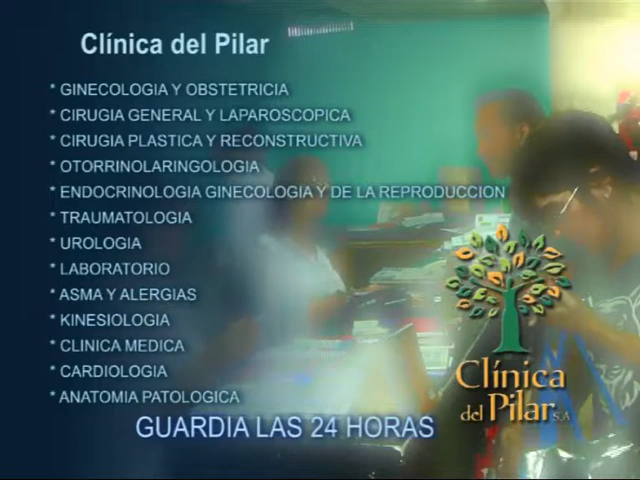 Clínica del Pilar
* GINECOLOGIA Y OBSTETRICIA
* CIRUGIA GENERAL Y LAPAROSCOPICA
* CIRUGIA PLASTICA Y RECONSTRUCTIVA
* OTORRINOLARINGOLOGIA
* ENDOCRINOLOGIA GINECOLOGIA Y DE LA REPRODUCCION
* TRAUMATOLOGIA
* UROLOGIA
* LABORATORIO
* ASMA Y ALERGIAS
* KINESIOLOGIA
* CLINICA MEDICA
* CARDIOLOGIA
* ANATOMIA PATOLOGICA
GUARDIA LAS 24 HORAS
Clínica
del Pilar S.A